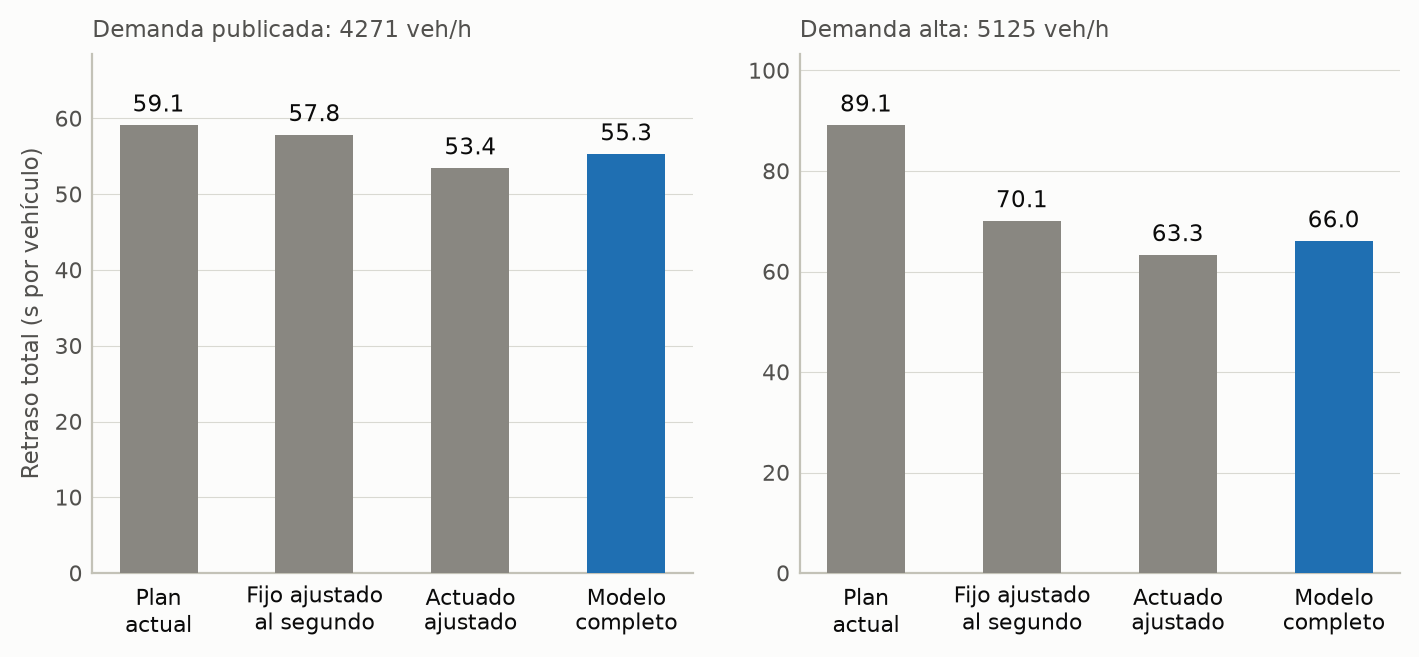 Demanda publicada: 4271 veh/h
Retraso total (s por vehículo)
60
50
40
30
20
10
0
59.1
57.8
53.4
55.3
Plan
actual
Fijo ajustado
al segundo
Actuado
ajustado
Modelo
completo
Demanda alta: 5125 veh/h
100
80
60
40
20
0
89.1
70.1
63.3
66.0
Plan
actual
Fijo ajustado
al segundo
Actuado
ajustado
Modelo
completo